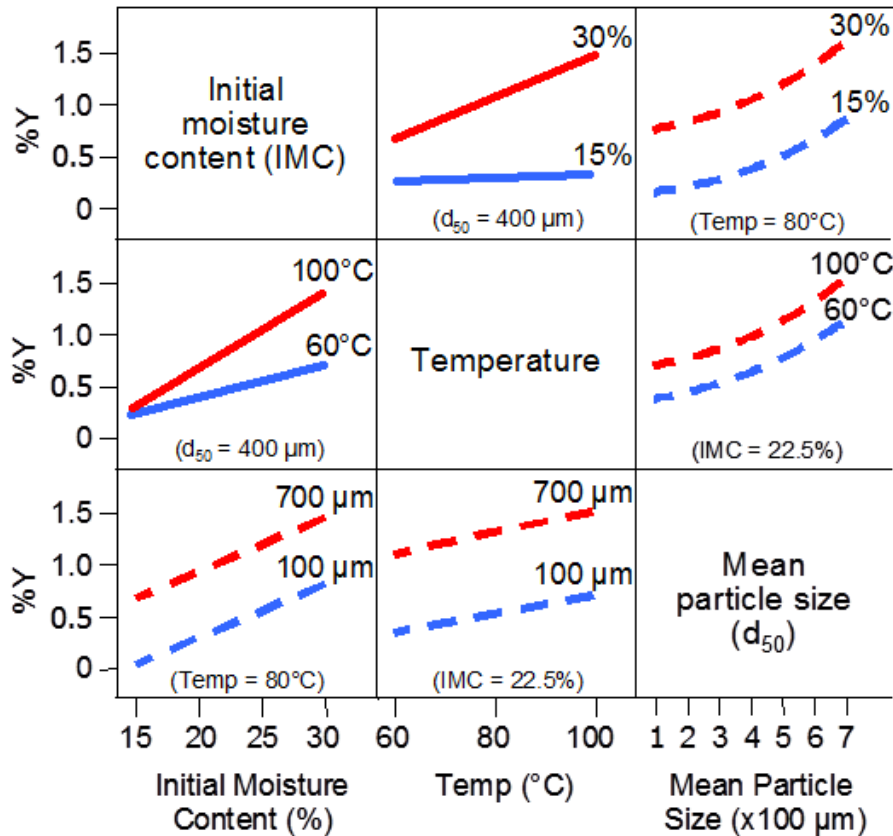 %Y
1.5
1.0
0.5
0
Initial
moisture
content (IMC)
30%
15%
(d50 = 400 µm)
30%
15%
(Temp = 80°C)
%Y
1.5
1.0
0.5
0
100°C
60°C
(d50 = 400 µm)
Temperature
100°C
60°C
(IMC = 22.5%)
%Y
1.5
1.0
0.5
0
700 µm
100 µm
(Temp = 80°C)
700 µm
100 µm
(IMC = 22.5%)
Mean
particle size
(d50)
15 20 25 30
60 80 100
1 2 3 4 5 6 7
Initial Moisture
Content (%)
Temp (°C)
Mean Particle
Size (x100 µm)